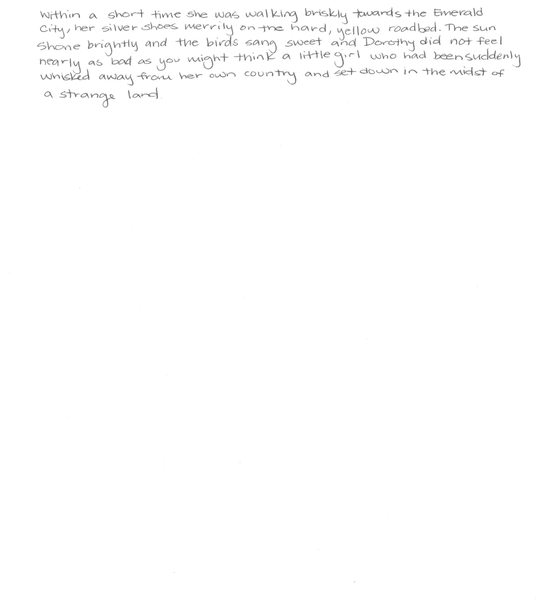 Within a short time she was walking briskly towards the Emerald
City, her silver shoes merrily on the hard, yellow roadbed. The sun
shone brightly and the birds sang sweet and Dorothy did not feel
nearly as bad as you might think a little girl who had been suddenly
whisked away from her own country and set down in the midst of
a strange land.